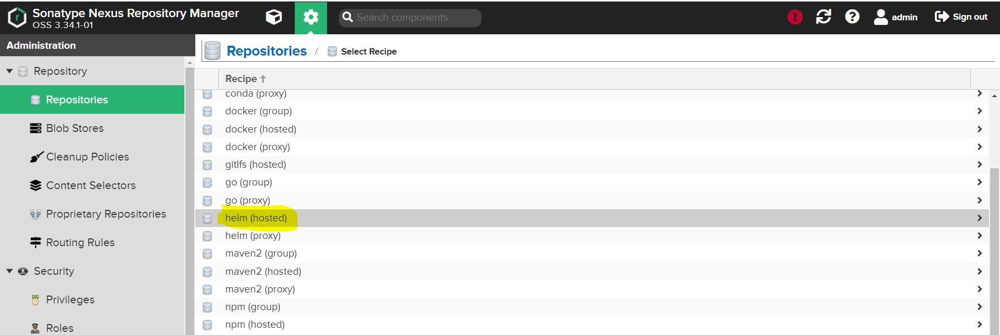 Sonatype Nexus Repository Manager
OSS 3.34.1-01
Search components
admin
Sign out
Administration
Repository
Repositories
Blob Stores
Cleanup Policies
Content Selectors
Proprietary Repositories
Routing Rules
Security
Privileges
Roles
Repositories / Select Recipe
Recipe
conda (proxy)
docker (group)
docker (hosted)
docker (proxy)
gitlfs (hosted)
go (group)
go (proxy)
helm (hosted)
helm (proxy)
maven2 (group)
maven2 (hosted)
maven2 (proxy)
npm (group)
npm (hosted)